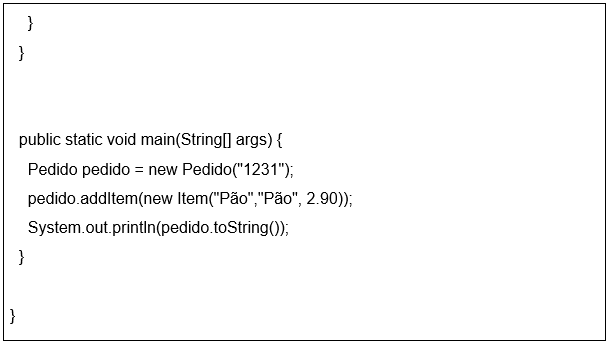 }
}
public static void main(String[] args) {
Pedido pedido = new Pedido("1231");
pedido.addItem(new Item("Pão","Pão", 2.90));
System.out.println(pedido.toString());
}
}